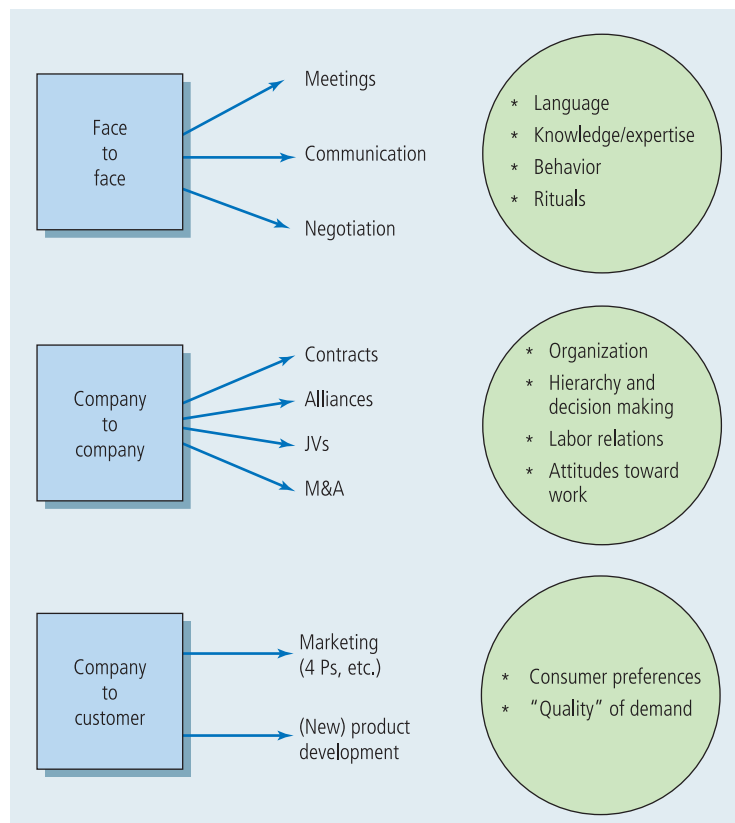 Face
to
face
Meetings
Communication
Negotiation
* Language
* Knowledge/expertise
* Behavior
* Rituals
Company
to
company
Contracts
Alliances
JVs
M&A
* Organization
* Hierarchy and
decision making
* Labor relations
* Attitudes toward
work
Company
to
customer
Marketing
(4 Ps, etc.)
(New) product
development
* Consumer preferences
* “Quality” of demand